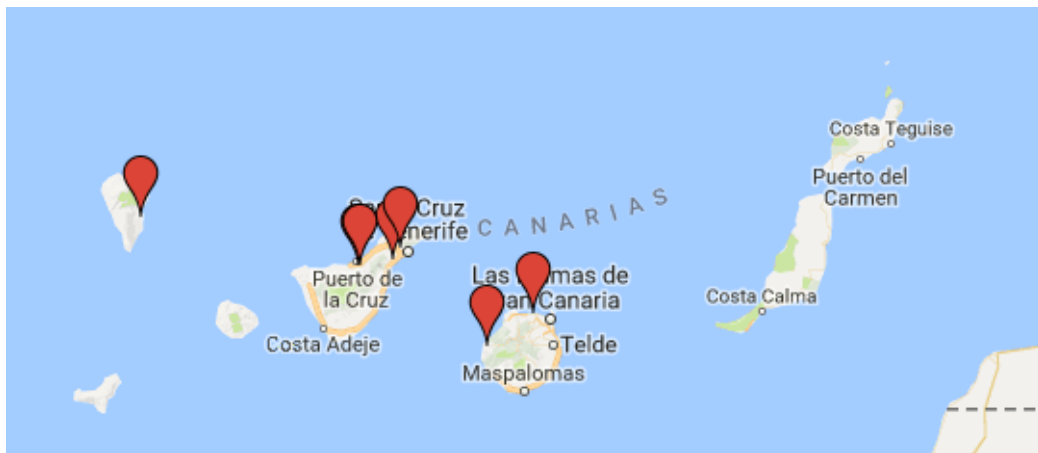 Costa Teguise
Puerto del
Carmen
Cruz
CANARIAS
Puerto de
la Cruz
Las
mas de
Canaria
Costa Calma
Costa Adeje
Telde
Maspalomas